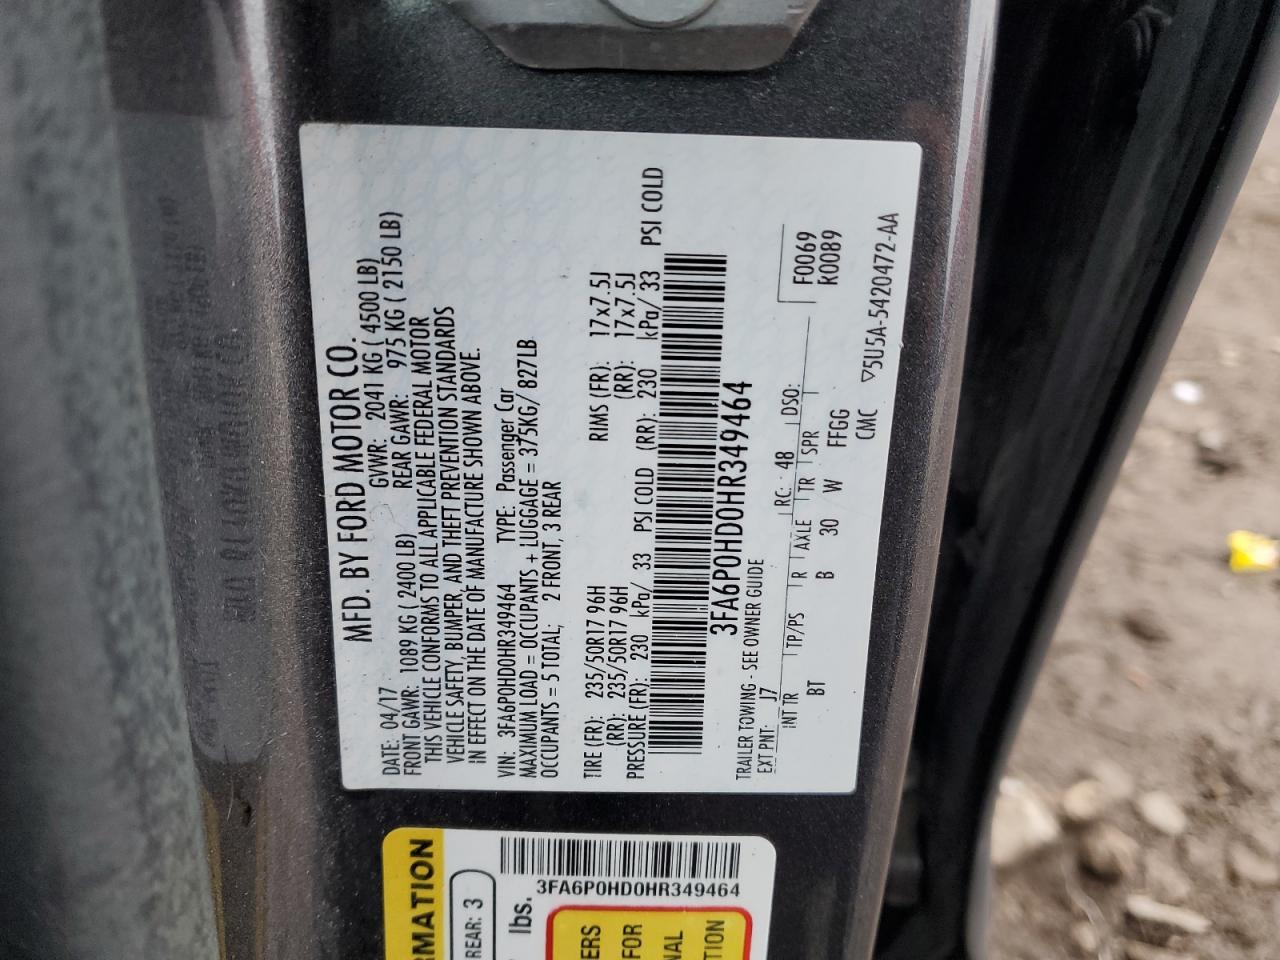 MFD. BY FORD MOTOR CO.
DATE: 04/17 GVWR: 2041 KG ( 4500 LB)
FRONT GAWR: 1089 KG ( 2400 LB) REAR GAWR: 975 KG ( 2150 LB)
THIS VEHICLE CONFORMS TO ALL APPLICABLE FEDERAL MOTOR
VEHICLE SAFETY, BUMPER, AND THEFT PREVENTION STANDARDS
IN EFFECT ON THE DATE OF MANUFACTURE SHOWN ABOVE.
VIN: 3FA6P0HD0HR349464 TYPE: Passenger Car
MAXIMUM LOAD = OCCUPANTS + LUGGAGE = 375KG/ 827LB
OCCUPANTS = 5 TOTAL; 2 FRONT, 3 REAR
TIRE (FR): 235/50R17 96H RIMS (FR): 17x7.5J
(RR): 235/50R17 96H (RR): 17x7.5J
PRESSURE (FR): 230 kPa/ 33 PSI COLD (RR): 230 kPa/ 33 PSI COLD
3FA6P0HD0HR349464
TRAILER TOWING - SEE OWNER GUIDE
F0069
R0089
EXT PNT: J7 RC: 48 DSO:
INT TR TP/PS R AXLE TR SPR
BT B 30 W FFGG
CMC ▽5U5A-5420472-AA
RMATION
REAR: 3
lbs.
3FA6P0HD0HR349464
ERS
FOR
NAL
TION